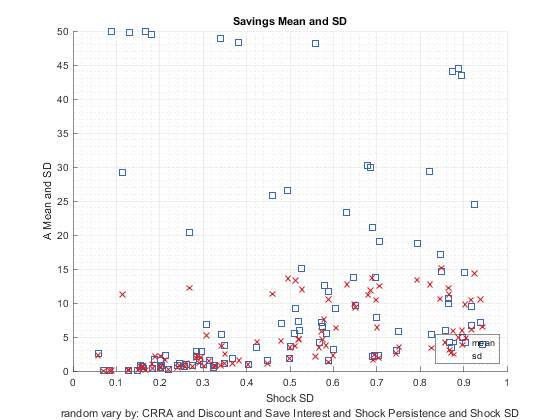 Savings Mean and SD
50
45
40
35
30
25
20
15
10
5
0
A Mean and SD
mean
sd
0 0.1 0.2 0.3 0.4 0.5 0.6 0.7 0.8 0.9 1
Shock SD
random vary by: CRRA and Discount and Save Interest and Shock Persistence and Shock SD